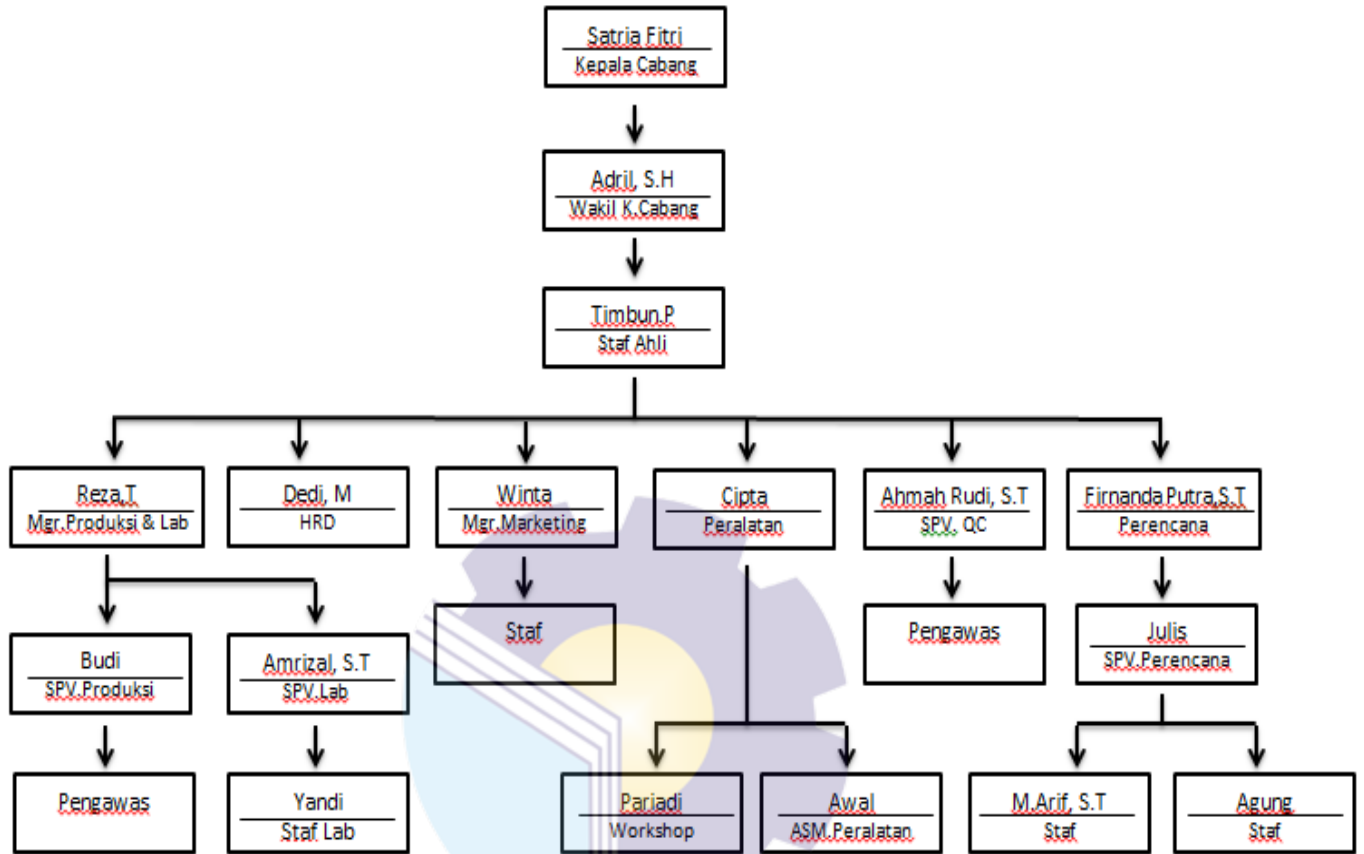 Satria Fitri
Kepala Cabang
Adril, S.H
Wakil K.Cabang
Timbun.P
Staf Ahli
Reza,T
Mgr.Produksi & Lab
Dedi, M
HRD
Winta
Mgr.Marketing
Cipta
Peralatan
Ahmah Rudi, S.T
SPV. QC
Firnanda Putra,S.T
Perencana
Budi
SPV.Produksi
Amrizal, S.T
SPV.Lab
Staf
Pengawas
Julis
SPV.Perencana
Pengawas
Yandi
Staf Lab
Pariadi
Workshop
Awal
ASM.Peralatan
M.Arif, S.T
Staf
Agung
Staf